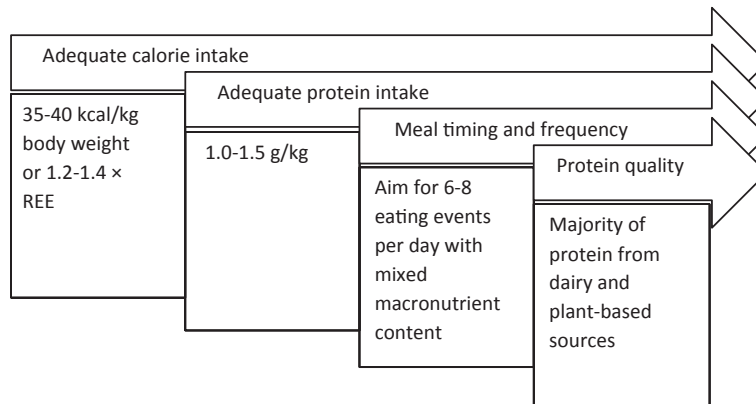 Adequate calorie intake
35-40 kcal/kg
body weight
or 1.2-1.4 ×
REE
Adequate protein intake
1.0-1.5 g/kg
Meal timing and frequency
Aim for 6-8
eating events
per day with
mixed
macronutrient
content
Protein quality
Majority of
protein from
dairy and
plant-based
sources